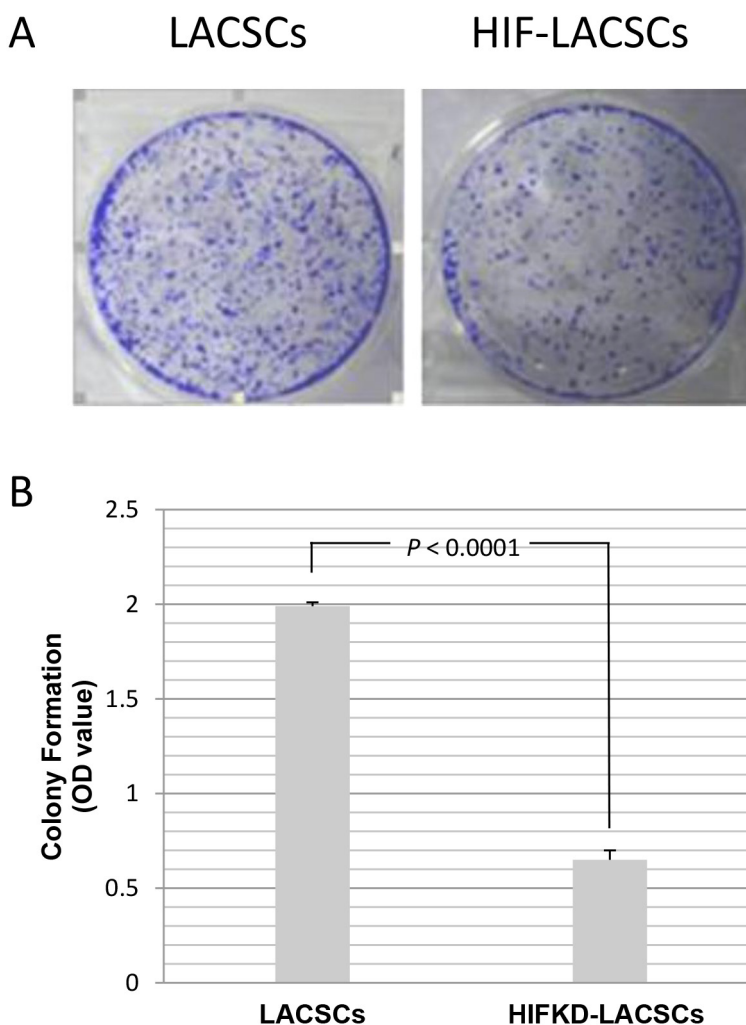 A
LACSCs
HIF-LACSCs
B
2.5
2
1.5
1
0.5
0
Colony Formation
(OD value)
P < 0.0001
LACSCs
HIFKD-LACSCs